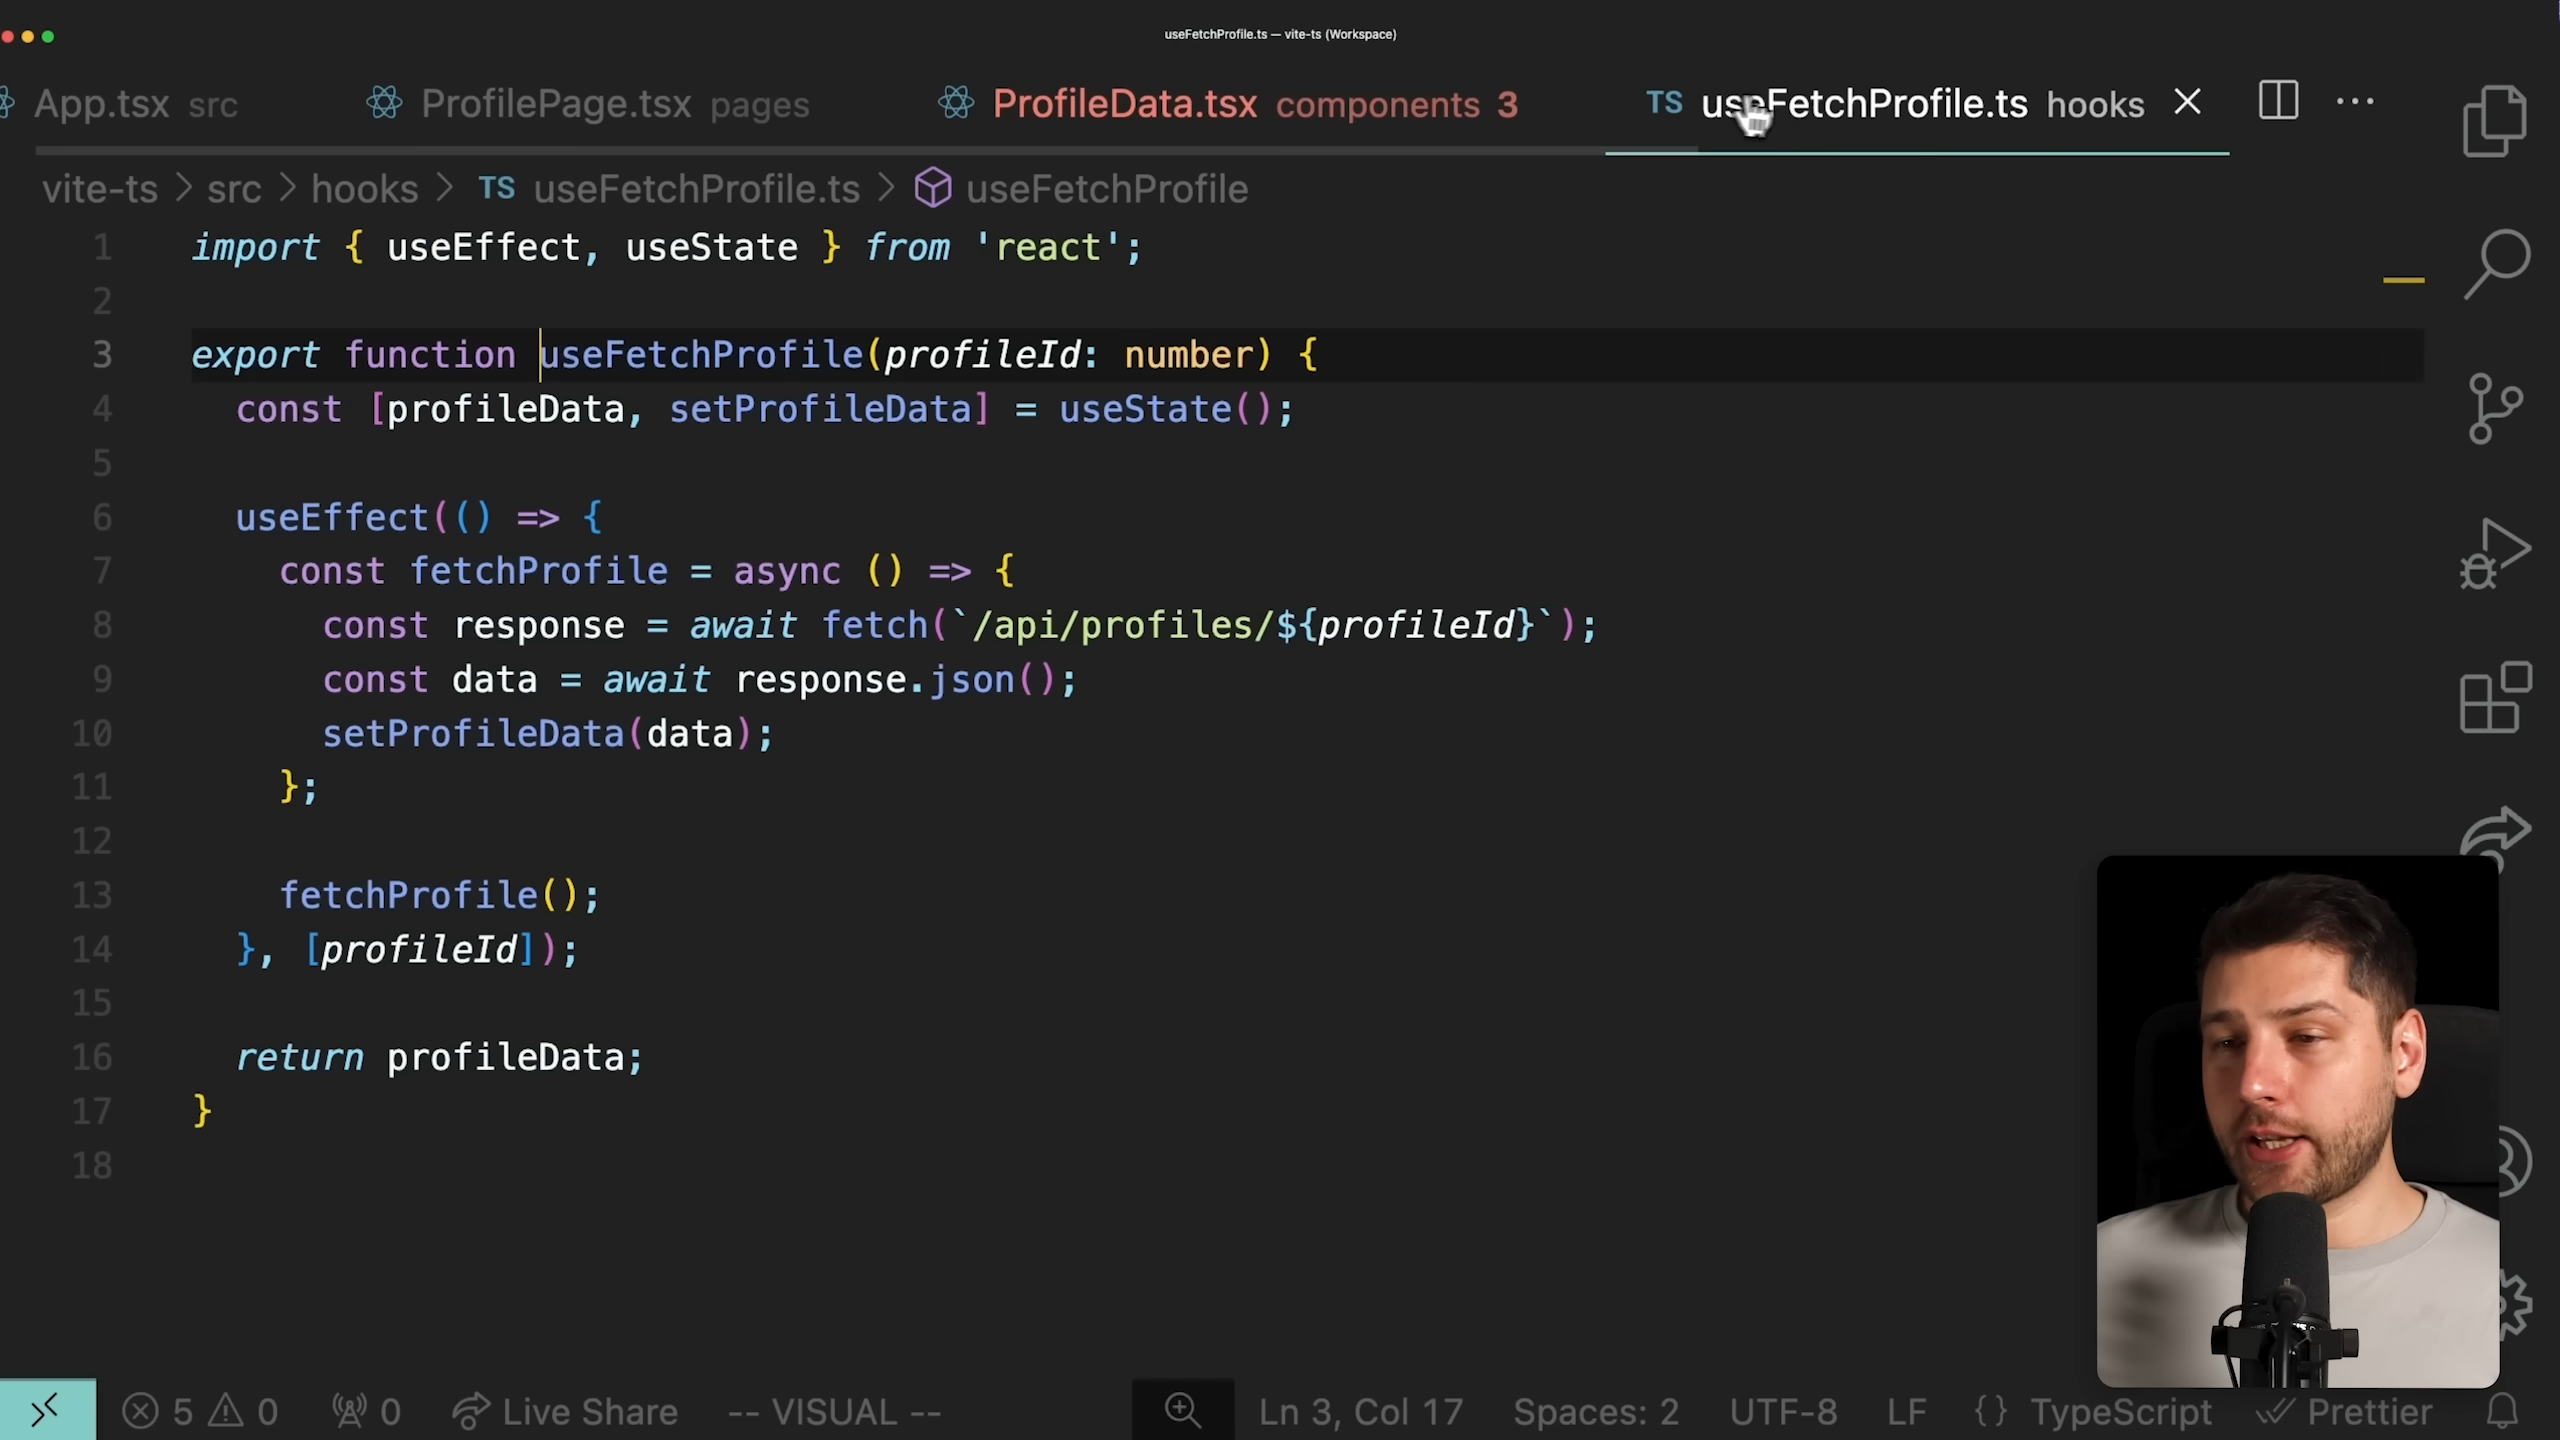 useFetchProfile.ts — vite-ts (Workspace)
App.tsx src ProfilePage.tsx pages ProfileData.tsx components 3 TS useFetchProfile.ts hooks
vite-ts > src > hooks > TS useFetchProfile.ts > useFetchProfile
1 import { useEffect, useState } from 'react';
2
3 export function useFetchProfile(profileId: number) {
4 const [profileData, setProfileData] = useState();
5
6 useEffect(() => {
7 const fetchProfile = async () => {
8 const response = await fetch(`/api/profiles/${profileId}`);
9 const data = await response.json();
10 setProfileData(data);
11 };
12
13 fetchProfile();
14 }, [profileId]);
15
16 return profileData;
17 }
18
5 0 0 Live Share -- VISUAL -- Ln 3, Col 17 Spaces: 2 UTF-8 LF {} TypeScript Prettier